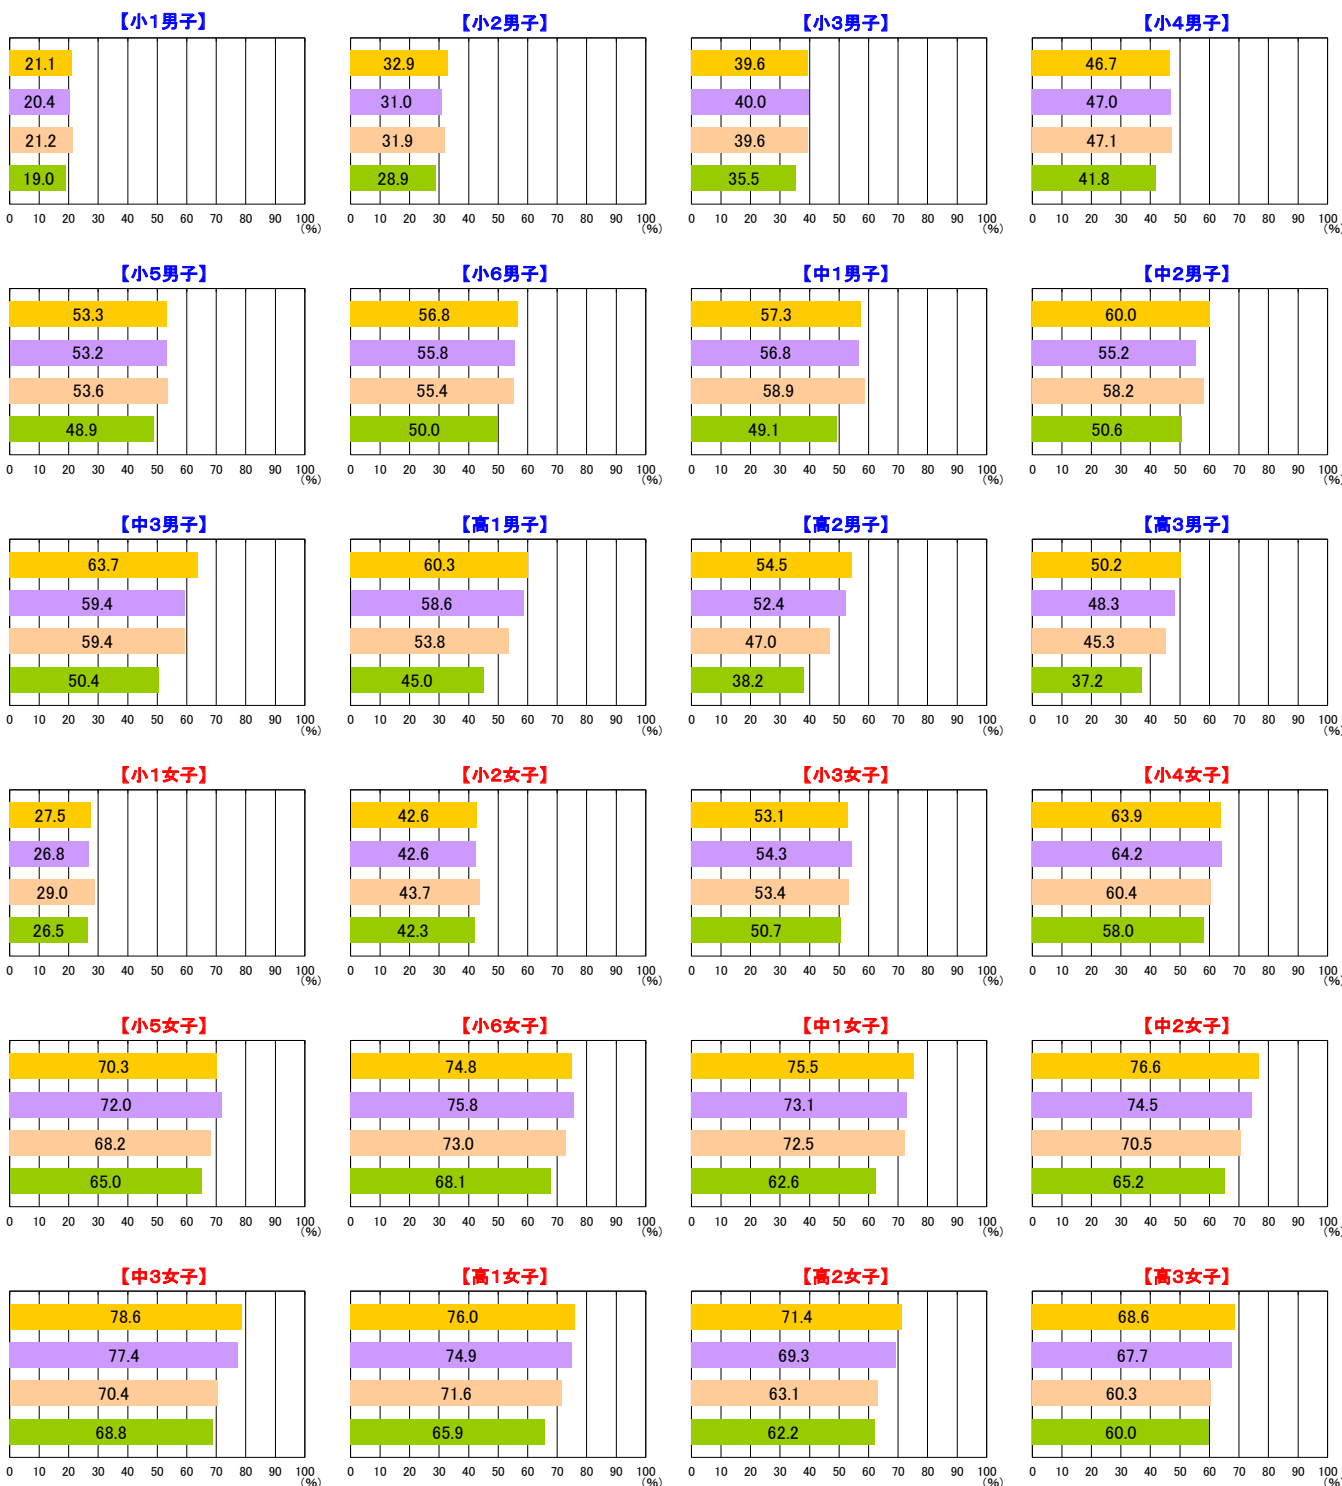 【小1男子】 【小2男子】 【小3男子】 【小4男子】
21.1 32.9 39.6 46.7
20.4 31.0 40.0 47.0
21.2 31.9 39.6 47.1
19.0 28.9 35.5 41.8
0 10 20 30 40 50 60 70 80 90 100 0 10 20 30 40 50 60 70 80 90 100 0 10 20 30 40 50 60 70 80 90 100 0 10 20 30 40 50 60 70 80 90 100
(%) (%) (%) (%)
【小5男子】 【小6男子】 【中1男子】 【中2男子】
53.3 56.8 57.3 60.0
53.2 55.8 56.8 55.2
53.6 55.4 58.9 58.2
48.9 50.0 49.1 50.6
0 10 20 30 40 50 60 70 80 90 100 0 10 20 30 40 50 60 70 80 90 100 0 10 20 30 40 50 60 70 80 90 100 0 10 20 30 40 50 60 70 80 90 100
(%) (%) (%) (%)
【中3男子】 【高1男子】 【高2男子】 【高3男子】
63.7 60.3 54.5 50.2
59.4 58.6 52.4 48.3
59.4 53.8 47.0 45.3
50.4 45.0 38.2 37.2
0 10 20 30 40 50 60 70 80 90 100 0 10 20 30 40 50 60 70 80 90 100 0 10 20 30 40 50 60 70 80 90 100 0 10 20 30 40 50 60 70 80 90 100
(%) (%) (%) (%)
【小1女子】 【小2女子】 【小3女子】 【小4女子】
27.5 42.6 53.1 63.9
26.8 42.6 54.3 64.2
29.0 43.7 53.4 60.4
26.5 42.3 50.7 58.0
0 10 20 30 40 50 60 70 80 90 100 0 10 20 30 40 50 60 70 80 90 100 0 10 20 30 40 50 60 70 80 90 100 0 10 20 30 40 50 60 70 80 90 100
(%) (%) (%) (%)
【小5女子】 【小6女子】 【中1女子】 【中2女子】
70.3 74.8 75.5 76.6
72.0 75.8 73.1 74.5
68.2 73.0 72.5 70.5
65.0 68.1 62.6 65.2
0 10 20 30 40 50 60 70 80 90 100 0 10 20 30 40 50 60 70 80 90 100 0 10 20 30 40 50 60 70 80 90 100 0 10 20 30 40 50 60 70 80 90 100
(%) (%) (%) (%)
【中3女子】 【高1女子】 【高2女子】 【高3女子】
78.6 76.0 71.4 68.6
77.4 74.9 69.3 67.7
70.4 71.6 63.1 60.3
68.8 65.9 62.2 60.0
0 10 20 30 40 50 60 70 80 90 100 0 10 20 30 40 50 60 70 80 90 100 0 10 20 30 40 50 60 70 80 90 100 0 10 20 30 40 50 60 70 80 90 100
(%) (%) (%) (%)